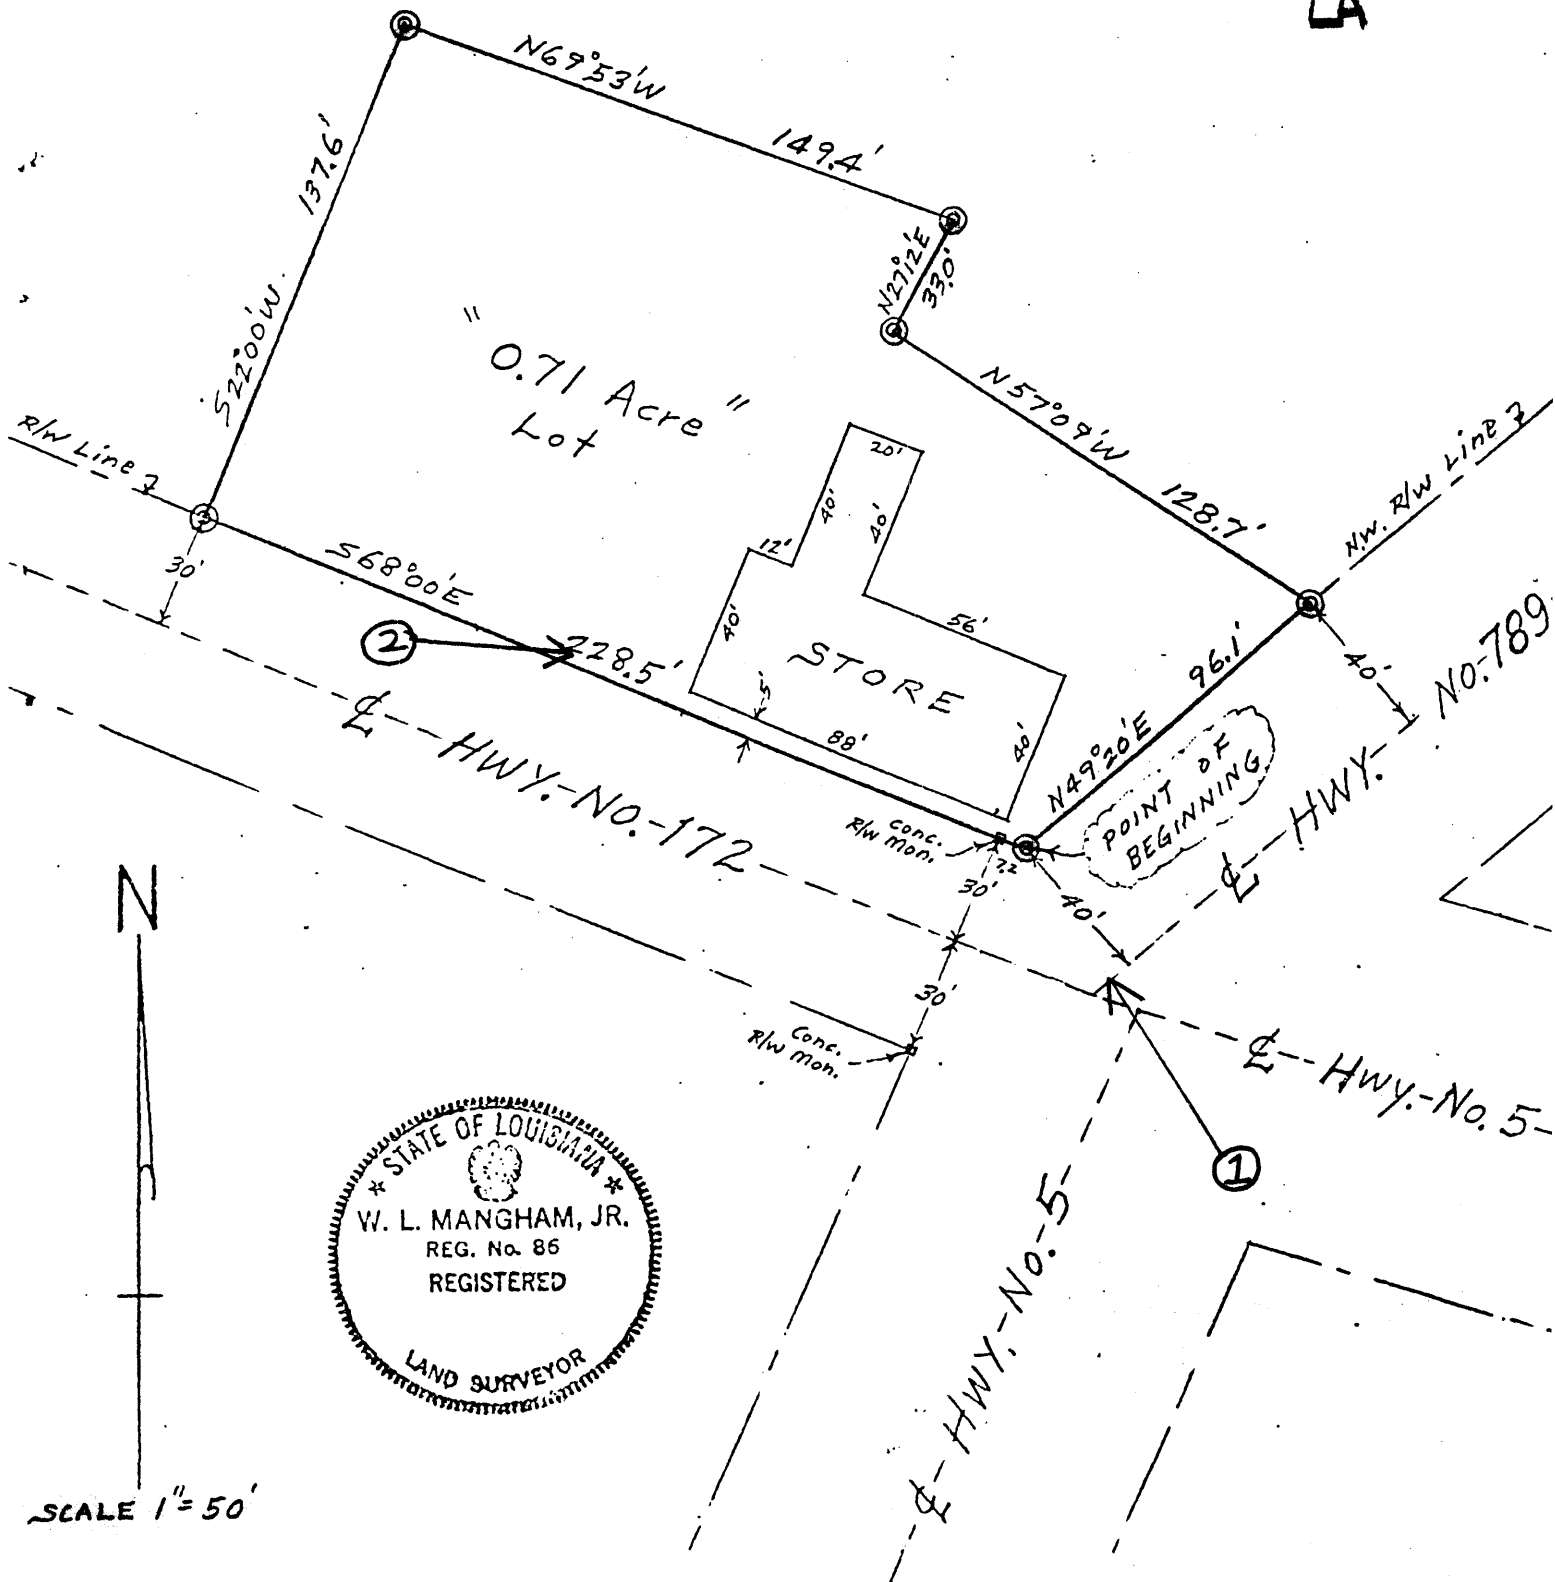 LA
N69°53'W
149.4'
137.6'
S22°00'W
N27°12'E
33.0'
"0.71 Acre"
Lot
N57°09'W
128.7'
R/W Line
N.W. R/W Line
20'
40'
40'
12'
40'
56'
STORE
5'
88'
40'
S68°00'E
228.5'
30'
2
96.1'
N49°20'E
40'
℄ HWY. NO. 789
POINT OF
BEGINNING
℄ - HWY.-NO.-172
Conc.
R/W Mon.
7.2
30'
40'
30'
Conc.
R/W Mon.
℄ - Hwy.-No. 5-
1
℄ - HWY.-No.-5-
N
STATE OF LOUISIANA
W. L. MANGHAM, JR.
REG. No. 86
REGISTERED
LAND SURVEYOR
SCALE 1"= 50'